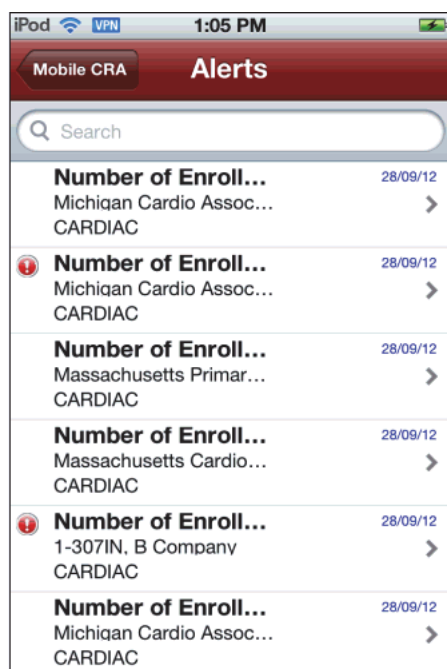 iPod VPN 1:05 PM
Mobile CRA Alerts
Search
Number of Enroll... 28/09/12
Michigan Cardio Assoc...
CARDIAC
Number of Enroll... 28/09/12
Michigan Cardio Assoc...
CARDIAC
Number of Enroll... 28/09/12
Massachusetts Primar...
CARDIAC
Number of Enroll... 28/09/12
Massachusetts Cardio...
CARDIAC
Number of Enroll... 28/09/12
1-307IN, B Company
CARDIAC
Number of Enroll... 28/09/12
Michigan Cardio Assoc...
CARDIAC